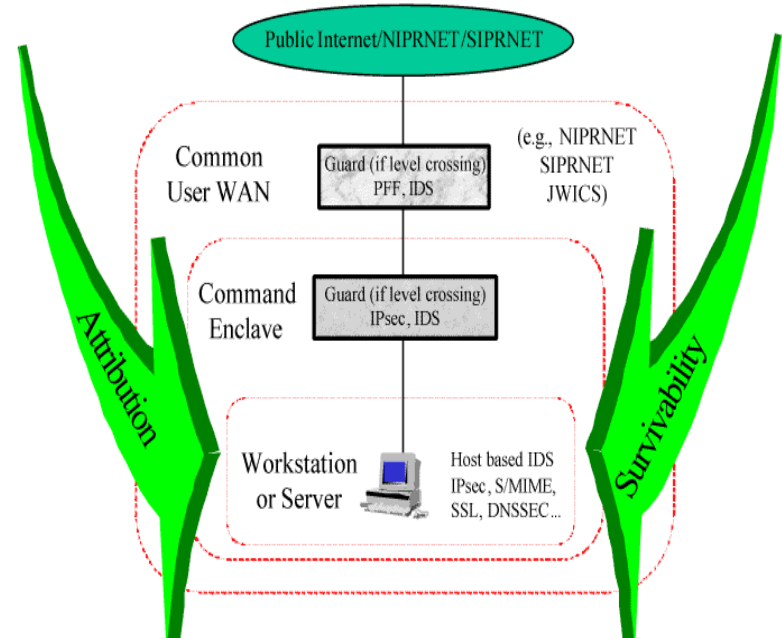 Public Internet/NIPRNET/SIPRNET
Common
User WAN
Guard (if level crossing)
PFF, IDS
(e.g., NIPRNET
SIPRNET
JWICS)
Command
Enclave
Guard (if level crossing)
IPsec, IDS
Attribution
Survivability
Workstation
or Server
Host based IDS
IPsec, S/MIME,
SSL, DNSSEC...